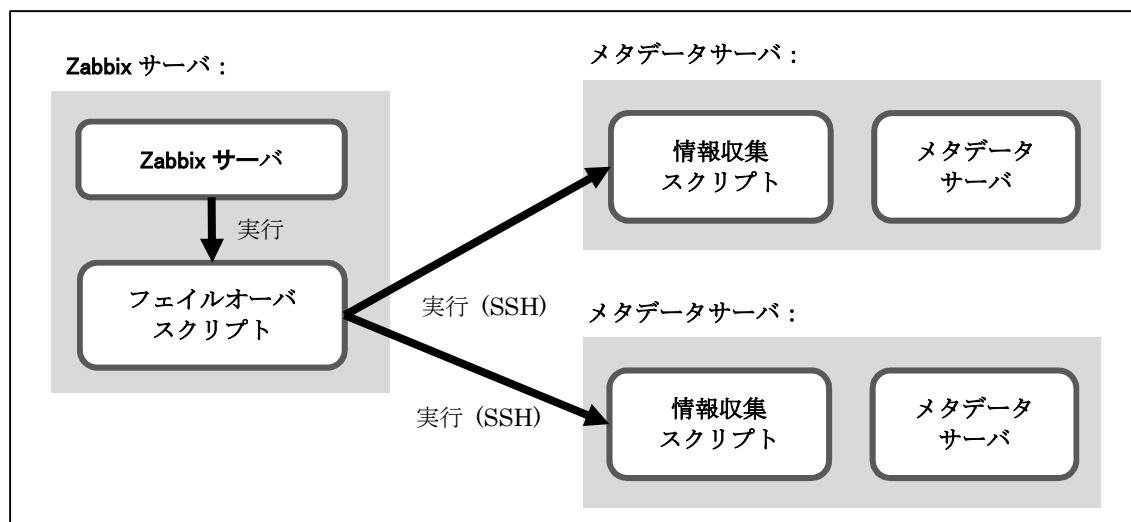 Zabbix サーバ:
Zabbix サーバ
実行
フェイルオーバ
スクリプト
実行 (SSH)
実行 (SSH)
メタデータサーバ:
情報収集
スクリプト
メタデータ
サーバ
メタデータサーバ:
情報収集
スクリプト
メタデータ
サーバ